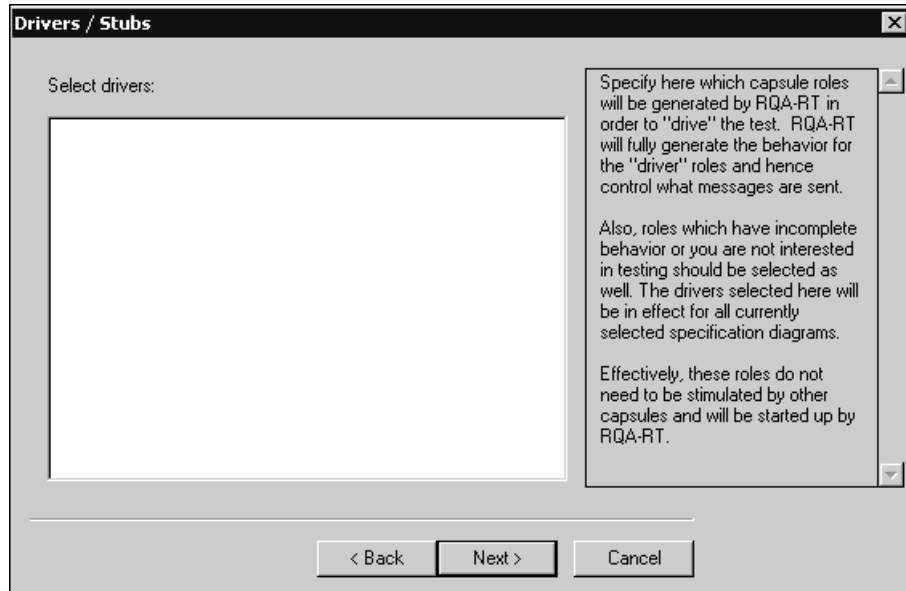 Drivers / Stubs
Select drivers:
Specify here which capsule roles
will be generated by RQA-RT in
order to "drive" the test. RQA-RT
will fully generate the behavior for
the "driver" roles and hence
control what messages are sent.
Also, roles which have incomplete
behavior or you are not interested
in testing should be selected as
well. The drivers selected here will
be in effect for all currently
selected specification diagrams.
Effectively, these roles do not
need to be stimulated by other
capsules and will be started up by
RQA-RT.
< Back Next > Cancel